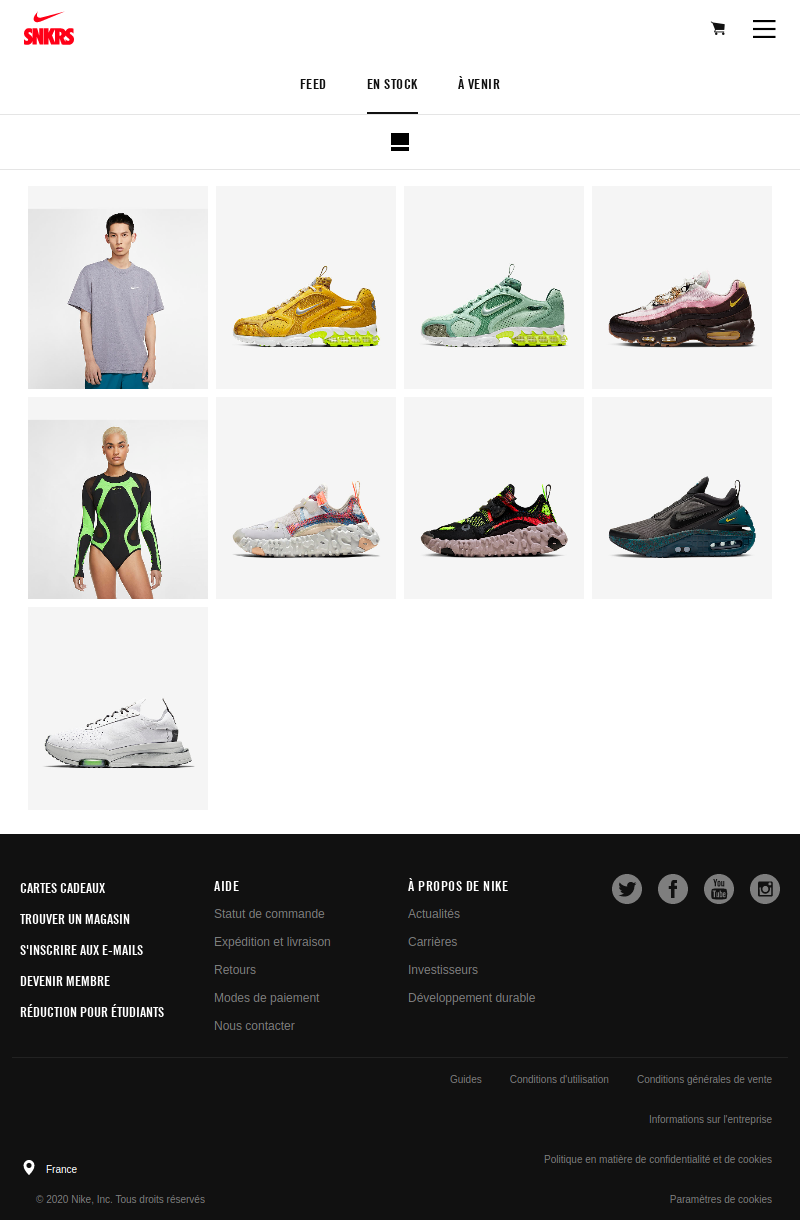 SNKRS
FEED
EN STOCK
À VENIR
CARTES CADEAUX
TROUVER UN MAGASIN
S'INSCRIRE AUX E-MAILS
DEVENIR MEMBRE
RÉDUCTION POUR ÉTUDIANTS
AIDE
Statut de commande
Expédition et livraison
Retours
Modes de paiement
Nous contacter
À PROPOS DE NIKE
Actualités
Carrières
Investisseurs
Développement durable
You
Tube
Guides
Conditions d'utilisation
Conditions générales de vente
Informations sur l'entreprise
Politique en matière de confidentialité et de cookies
Paramètres de cookies
France
© 2020 Nike, Inc. Tous droits réservés